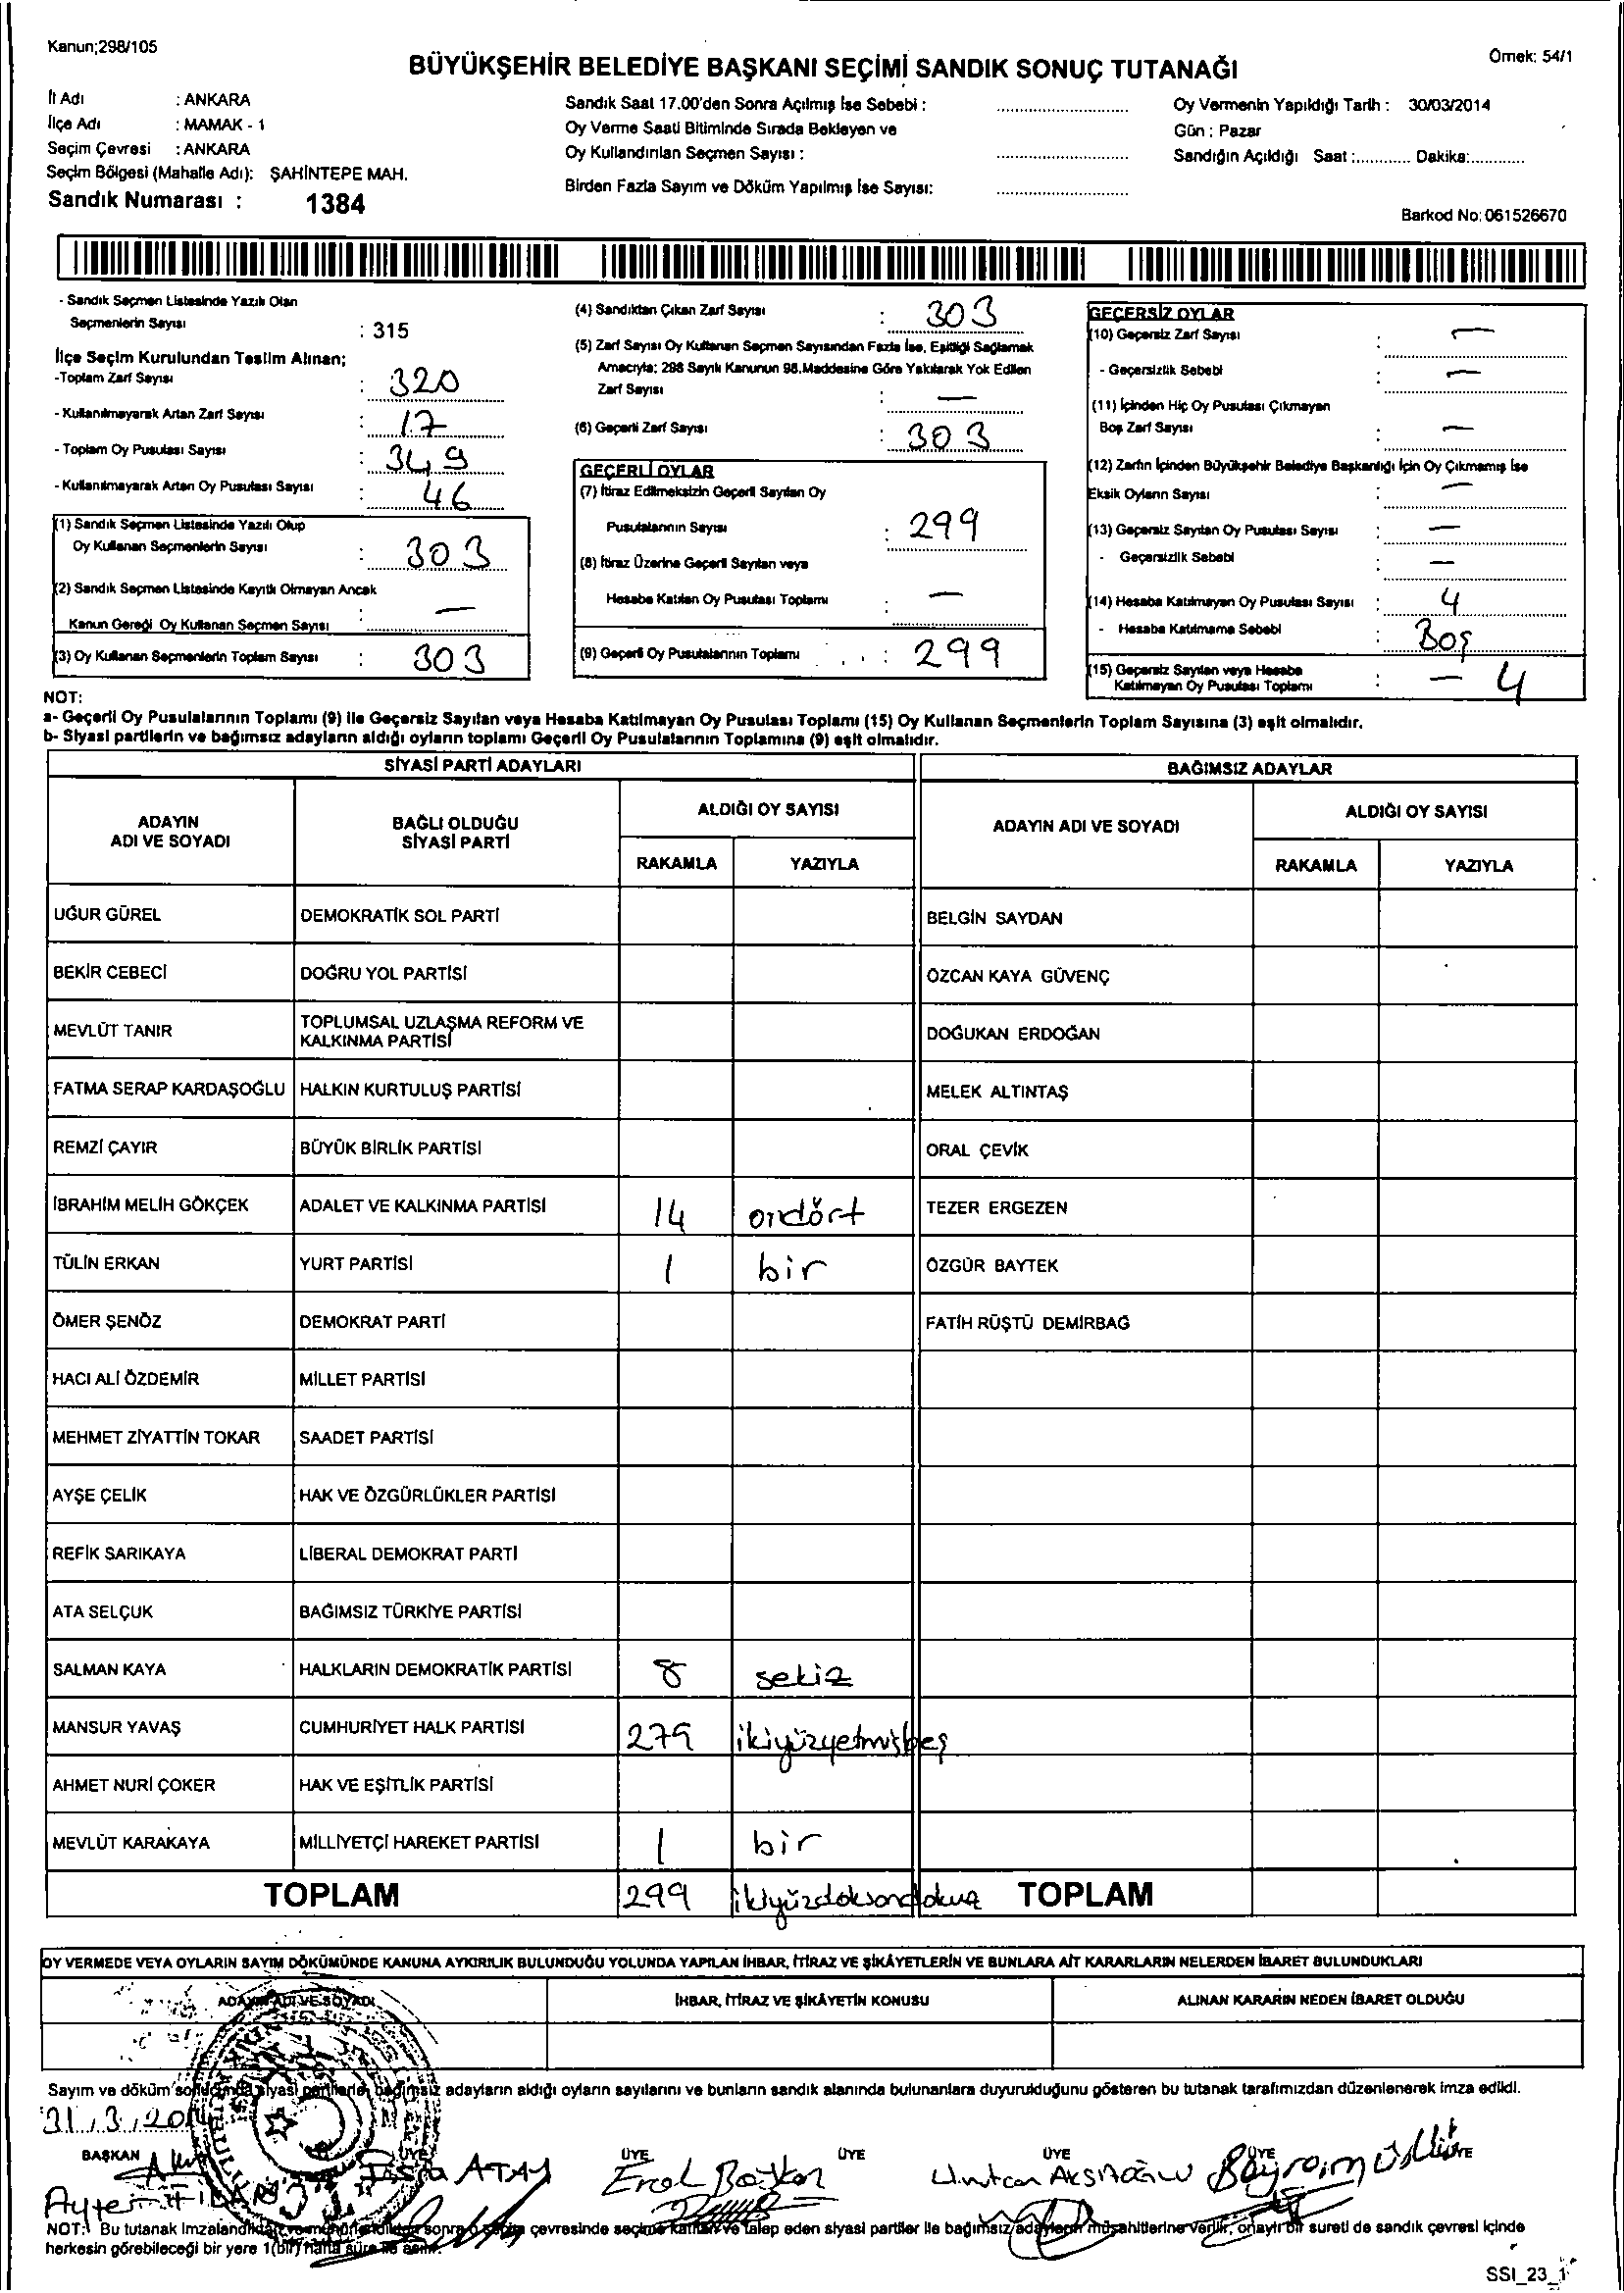 Kanun;298/105
Örnek: 54/1
BÜYÜKŞEHİR BELEDİYE BAŞKANI SEÇİMİ SANDIK SONUÇ TUTANAĞI
İl Adı : ANKARA
İlçe Adı : MAMAK - 1
Seçim Çevresi : ANKARA
Seçim Bölgesi (Mahalle Adı): ŞAHİNTEPE MAH.
Sandık Numarası : 1384
Sandık Saat 17.00'den Sonra Açılmış İse Sebebi :
Oy Verme Saati Bitiminde Sırada Bekleyen ve
Oy Kullandırılan Seçmen Sayısı :
Birden Fazla Sayım ve Döküm Yapılmış İse Sayısı:
Oy Vermenin Yapıldığı Tarih : 30/03/2014
Gün : Pazar
Sandığın Açıldığı Saat :............ Dakika:............
Barkod No: 061526670
- Sandık Seçmen Listesinde Yazılı Olan
Seçmenlerin Sayısı : 315
İlçe Seçim Kurulundan Teslim Alınan;
-Toplam Zarf Sayısı : 320
- Kullanılmayarak Artan Zarf Sayısı : 17
- Toplam Oy Pusulası Sayısı : 349
- Kullanılmayarak Artan Oy Pusulası Sayısı : 46
(1) Sandık Seçmen Listesinde Yazılı Olup
Oy Kullanan Seçmenlerin Sayısı : 303
(2) Sandık Seçmen Listesinde Kayıtlı Olmayan Ancak
Kanun Gereği Oy Kullanan Seçmen Sayısı : —
(3) Oy Kullanan Seçmenlerin Toplam Sayısı : 303
(4) Sandıktan Çıkan Zarf Sayısı : 303
(5) Zarf Sayısı Oy Kullanan Seçmen Sayısından Fazla İse, Eşitliği Sağlamak
Amacıyla; 298 Sayılı Kanunun 98.Maddesine Göre Yakılarak Yok Edilen
Zarf Sayısı : —
(6) Geçerli Zarf Sayısı : 303
GEÇERLİ OYLAR
(7) İtiraz Edilmeksizin Geçerli Sayılan Oy
Pusulalarının Sayısı : 299
(8) İtiraz Üzerine Geçerli Sayılan veya
Hesaba Katılan Oy Pusulası Toplamı : —
(9) Geçerli Oy Pusulalarının Toplamı : 299
GEÇERSİZ OYLAR
(10) Geçersiz Zarf Sayısı : —
- Geçersizlik Sebebi : —
(11) İçinden Hiç Oy Pusulası Çıkmayan
Boş Zarf Sayısı : —
(12) Zarfın İçinden Büyükşehir Belediye Başkanlığı İçin Oy Çıkmamış İse
Eksik Oyların Sayısı : —
(13) Geçersiz Sayılan Oy Pusulası Sayısı : —
- Geçersizlik Sebebi : —
(14) Hesaba Katılmayan Oy Pusulası Sayısı : 4
- Hesaba Katılmama Sebebi : Boş
(15) Geçersiz Sayılan veya Hesaba
Katılmayan Oy Pusulası Toplamı : — 4
NOT:
a- Geçerli Oy Pusulalarının Toplamı (9) ile Geçersiz Sayılan veya Hesaba Katılmayan Oy Pusulası Toplamı (15) Oy Kullanan Seçmenlerin Toplam Sayısına (3) eşit olmalıdır.
b- Siyasi partilerin ve bağımsız adayların aldığı oyların toplamı Geçerli Oy Pusulalarının Toplamına (9) eşit olmalıdır.
SİYASİ PARTİ ADAYLARI
BAĞIMSIZ ADAYLAR
ADAYIN ADI VE SOYADI
BAĞLI OLDUĞU SİYASİ PARTİ
ALDIĞI OY SAYISI
RAKAMLA YAZIYLA
ADAYIN ADI VE SOYADI
ALDIĞI OY SAYISI
RAKAMLA YAZIYLA
UĞUR GÜREL DEMOKRATİK SOL PARTİ BELGİN SAYDAN
BEKİR CEBECİ DOĞRU YOL PARTİSİ ÖZCAN KAYA GÜVENÇ
MEVLÜT TANIR TOPLUMSAL UZLAŞMA REFORM VE KALKINMA PARTİSİ DOĞUKAN ERDOĞAN
FATMA SERAP KARDAŞOĞLU HALKIN KURTULUŞ PARTİSİ MELEK ALTINTAŞ
REMZİ ÇAYIR BÜYÜK BİRLİK PARTİSİ ORAL ÇEVİK
İBRAHİM MELİH GÖKÇEK ADALET VE KALKINMA PARTİSİ 14 ondört TEZER ERGEZEN
TÜLİN ERKAN YURT PARTİSİ 1 bir ÖZGÜR BAYTEK
ÖMER ŞENÖZ DEMOKRAT PARTİ FATİH RÜŞTÜ DEMİRBAĞ
HACI ALİ ÖZDEMİR MİLLET PARTİSİ
MEHMET ZİYATTİN TOKAR SAADET PARTİSİ
AYŞE ÇELİK HAK VE ÖZGÜRLÜKLER PARTİSİ
REFİK SARIKAYA LİBERAL DEMOKRAT PARTİ
ATA SELÇUK BAĞIMSIZ TÜRKİYE PARTİSİ
SALMAN KAYA HALKLARIN DEMOKRATİK PARTİSİ 8 sekiz
MANSUR YAVAŞ CUMHURİYET HALK PARTİSİ 275 ikiyüzyetmişbeş
AHMET NURİ ÇOKER HAK VE EŞİTLİK PARTİSİ
MEVLÜT KARAKAYA MİLLİYETÇİ HAREKET PARTİSİ 1 bir
TOPLAM 299 ikiyüzdoksandokuz TOPLAM
OY VERMEDE VEYA OYLARIN SAYIM DÖKÜMÜNDE KANUNA AYKIRILIK BULUNDUĞU YOLUNDA YAPILAN İHBAR, İTİRAZ VE ŞİKÂYETLERİN VE BUNLARA AİT KARARLARIN NELERDEN İBARET BULUNDUKLARI
ADAYIN ADI VE SOYADI İHBAR, İTİRAZ VE ŞİKÂYETİN KONUSU ALINAN KARARIN NEDEN İBARET OLDUĞU
Sayım ve döküm sonucunda siyasi partilerle, bağımsız adayların aldığı oyların sayılarını ve bunların sandık alanında bulunanlara duyurulduğunu gösteren bu tutanak tarafımızdan düzenlenerek imza edildi.
31/3/2014
BAŞKAN ÜYE ÜYE ÜYE ÜYE ÜYE ÜYE
Ayten ATAY Erol Umtcan Bayram
NOT: Bu tutanak imzalandıktan ve mühürlendikten sonra o seçim çevresinde seçime katılan ve talep eden siyasi partiler ile bağımsız adayların müşahitlerine verilir, onaylı bir sureti de sandık çevresi içinde
herkesin görebileceği bir yere 1(bir) hafta süre ile asılır.
SSI_23_1